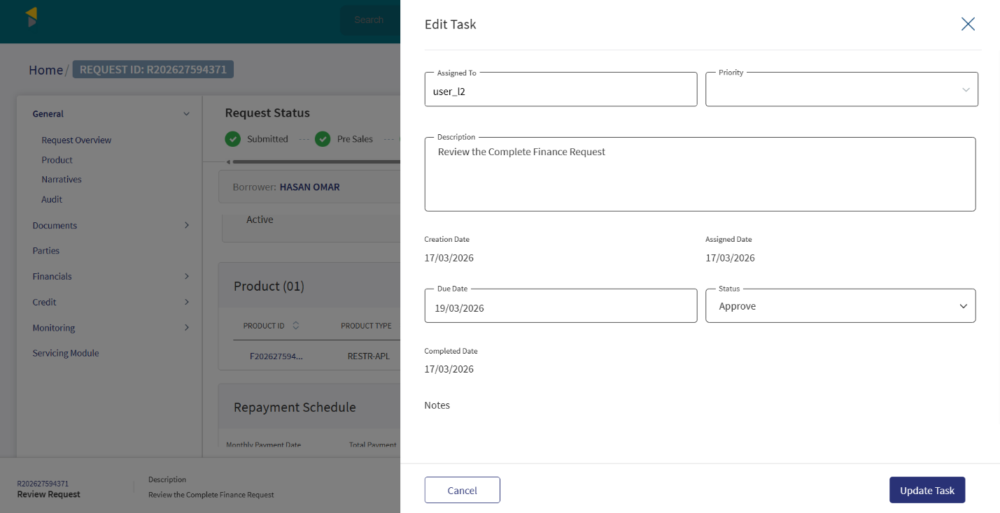 Search
Home / REQUEST ID: R202627594371
General
Request Overview
Product
Narratives
Audit
Documents
Parties
Financials
Credit
Monitoring
Servicing Module
Request Status
Submitted --- Pre Sales ---
Borrower: HASAN OMAR
Active
Product (01)
PRODUCT ID PRODUCT TYPE
F202627594... RESTR-APL
Repayment Schedule
Monthly Payment Date Total Payment
R202627594371
Review Request
Description
Review the Complete Finance Request
Edit Task
Assigned To
user_l2
Priority
Description
Review the Complete Finance Request
Creation Date
17/03/2026
Assigned Date
17/03/2026
Due Date
19/03/2026
Status
Approve
Completed Date
17/03/2026
Notes
Cancel
Update Task